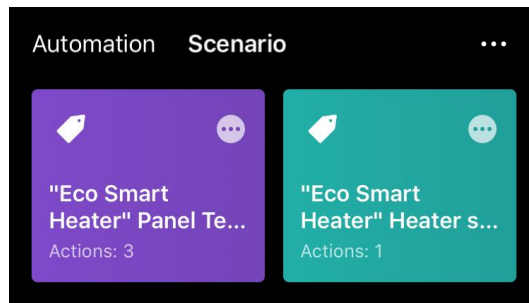 Automation Scenario
"Eco Smart
Heater" Panel Te...
Actions: 3
"Eco Smart
Heater" Heater s...
Actions: 1